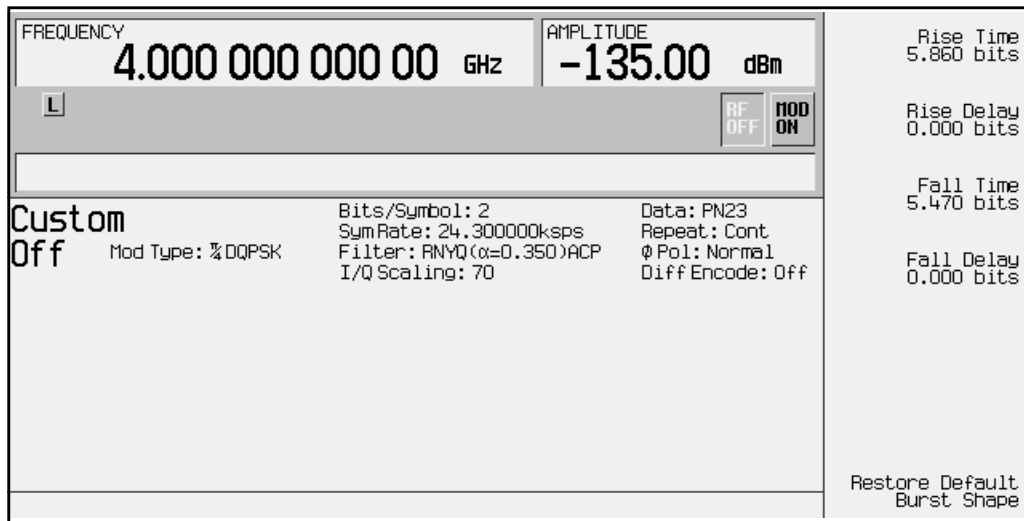 FREQUENCY
4.000 000 000 00 GHz
AMPLITUDE
-135.00 dBm
L
RF
OFF
MOD
ON
Custom
Off
Mod Type: π/4 DQPSK
Bits/Symbol: 2
Sym Rate: 24.300000ksps
Filter: RNYQ(α=0.350)ACP
I/Q Scaling: 70
Data: PN23
Repeat: Cont
Φ Pol: Normal
Diff Encode: Off
Rise Time
5.860 bits
Rise Delay
0.000 bits
Fall Time
5.470 bits
Fall Delay
0.000 bits
Restore Default
Burst Shape